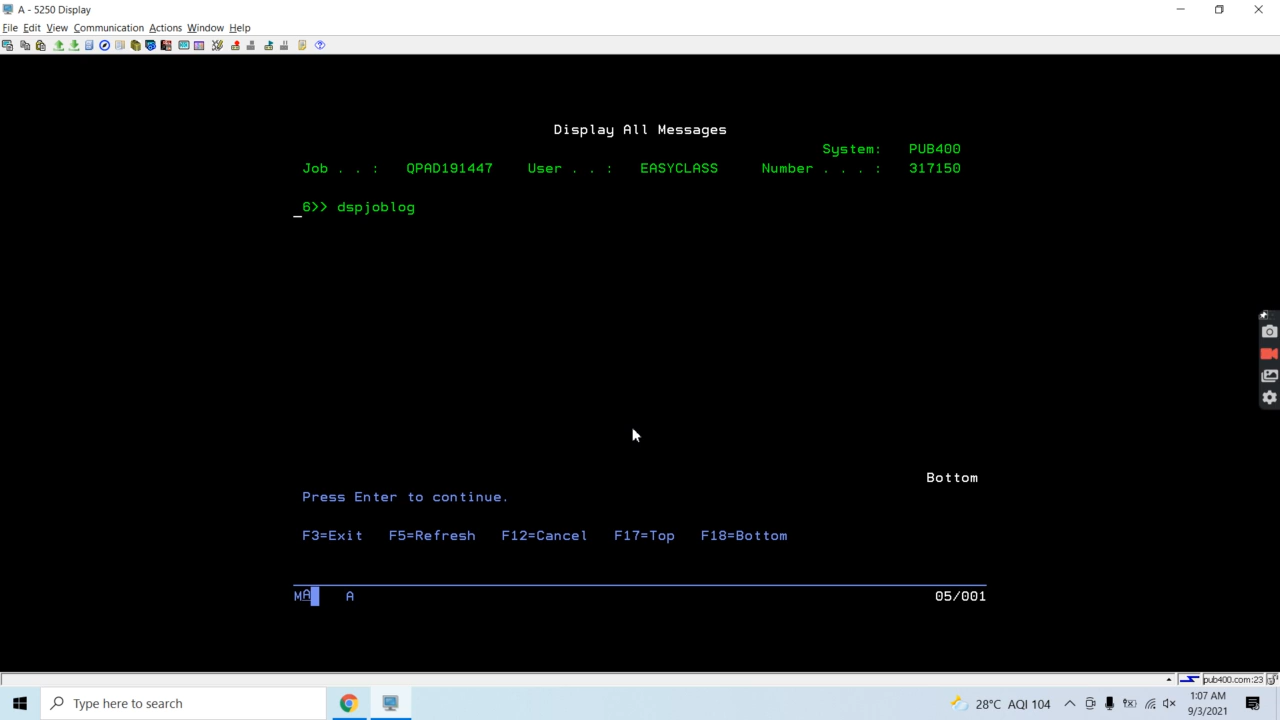 A - 5250 Display
File Edit View Communication Actions Window Help
Display All Messages
System: PUB400
Job . . : QPAD191447 User . . : EASYCLASS Number . . . : 317150
6>> dspjoblog
Bottom
Press Enter to continue.
F3=Exit F5=Refresh F12=Cancel F17=Top F18=Bottom
MA A 05/001
pub400.com:23
Type here to search
28°C AQI 104
1:07 AM
9/3/2021